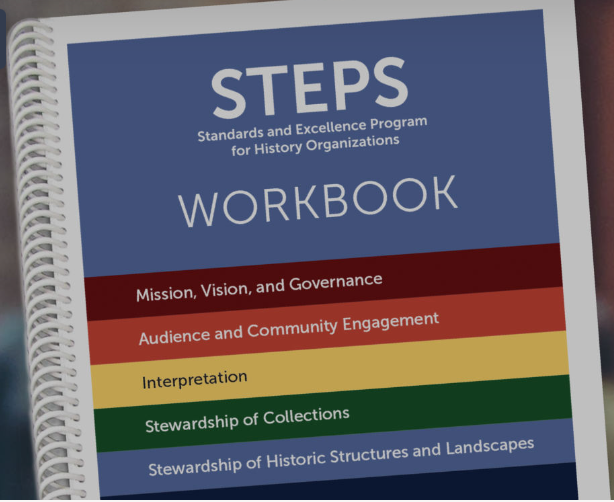 STEPS
Standards and Excellence Program
for History Organizations
WORKBOOK
Mission, Vision, and Governance
Audience and Community Engagement
Interpretation
Stewardship of Collections
Stewardship of Historic Structures and Landscapes